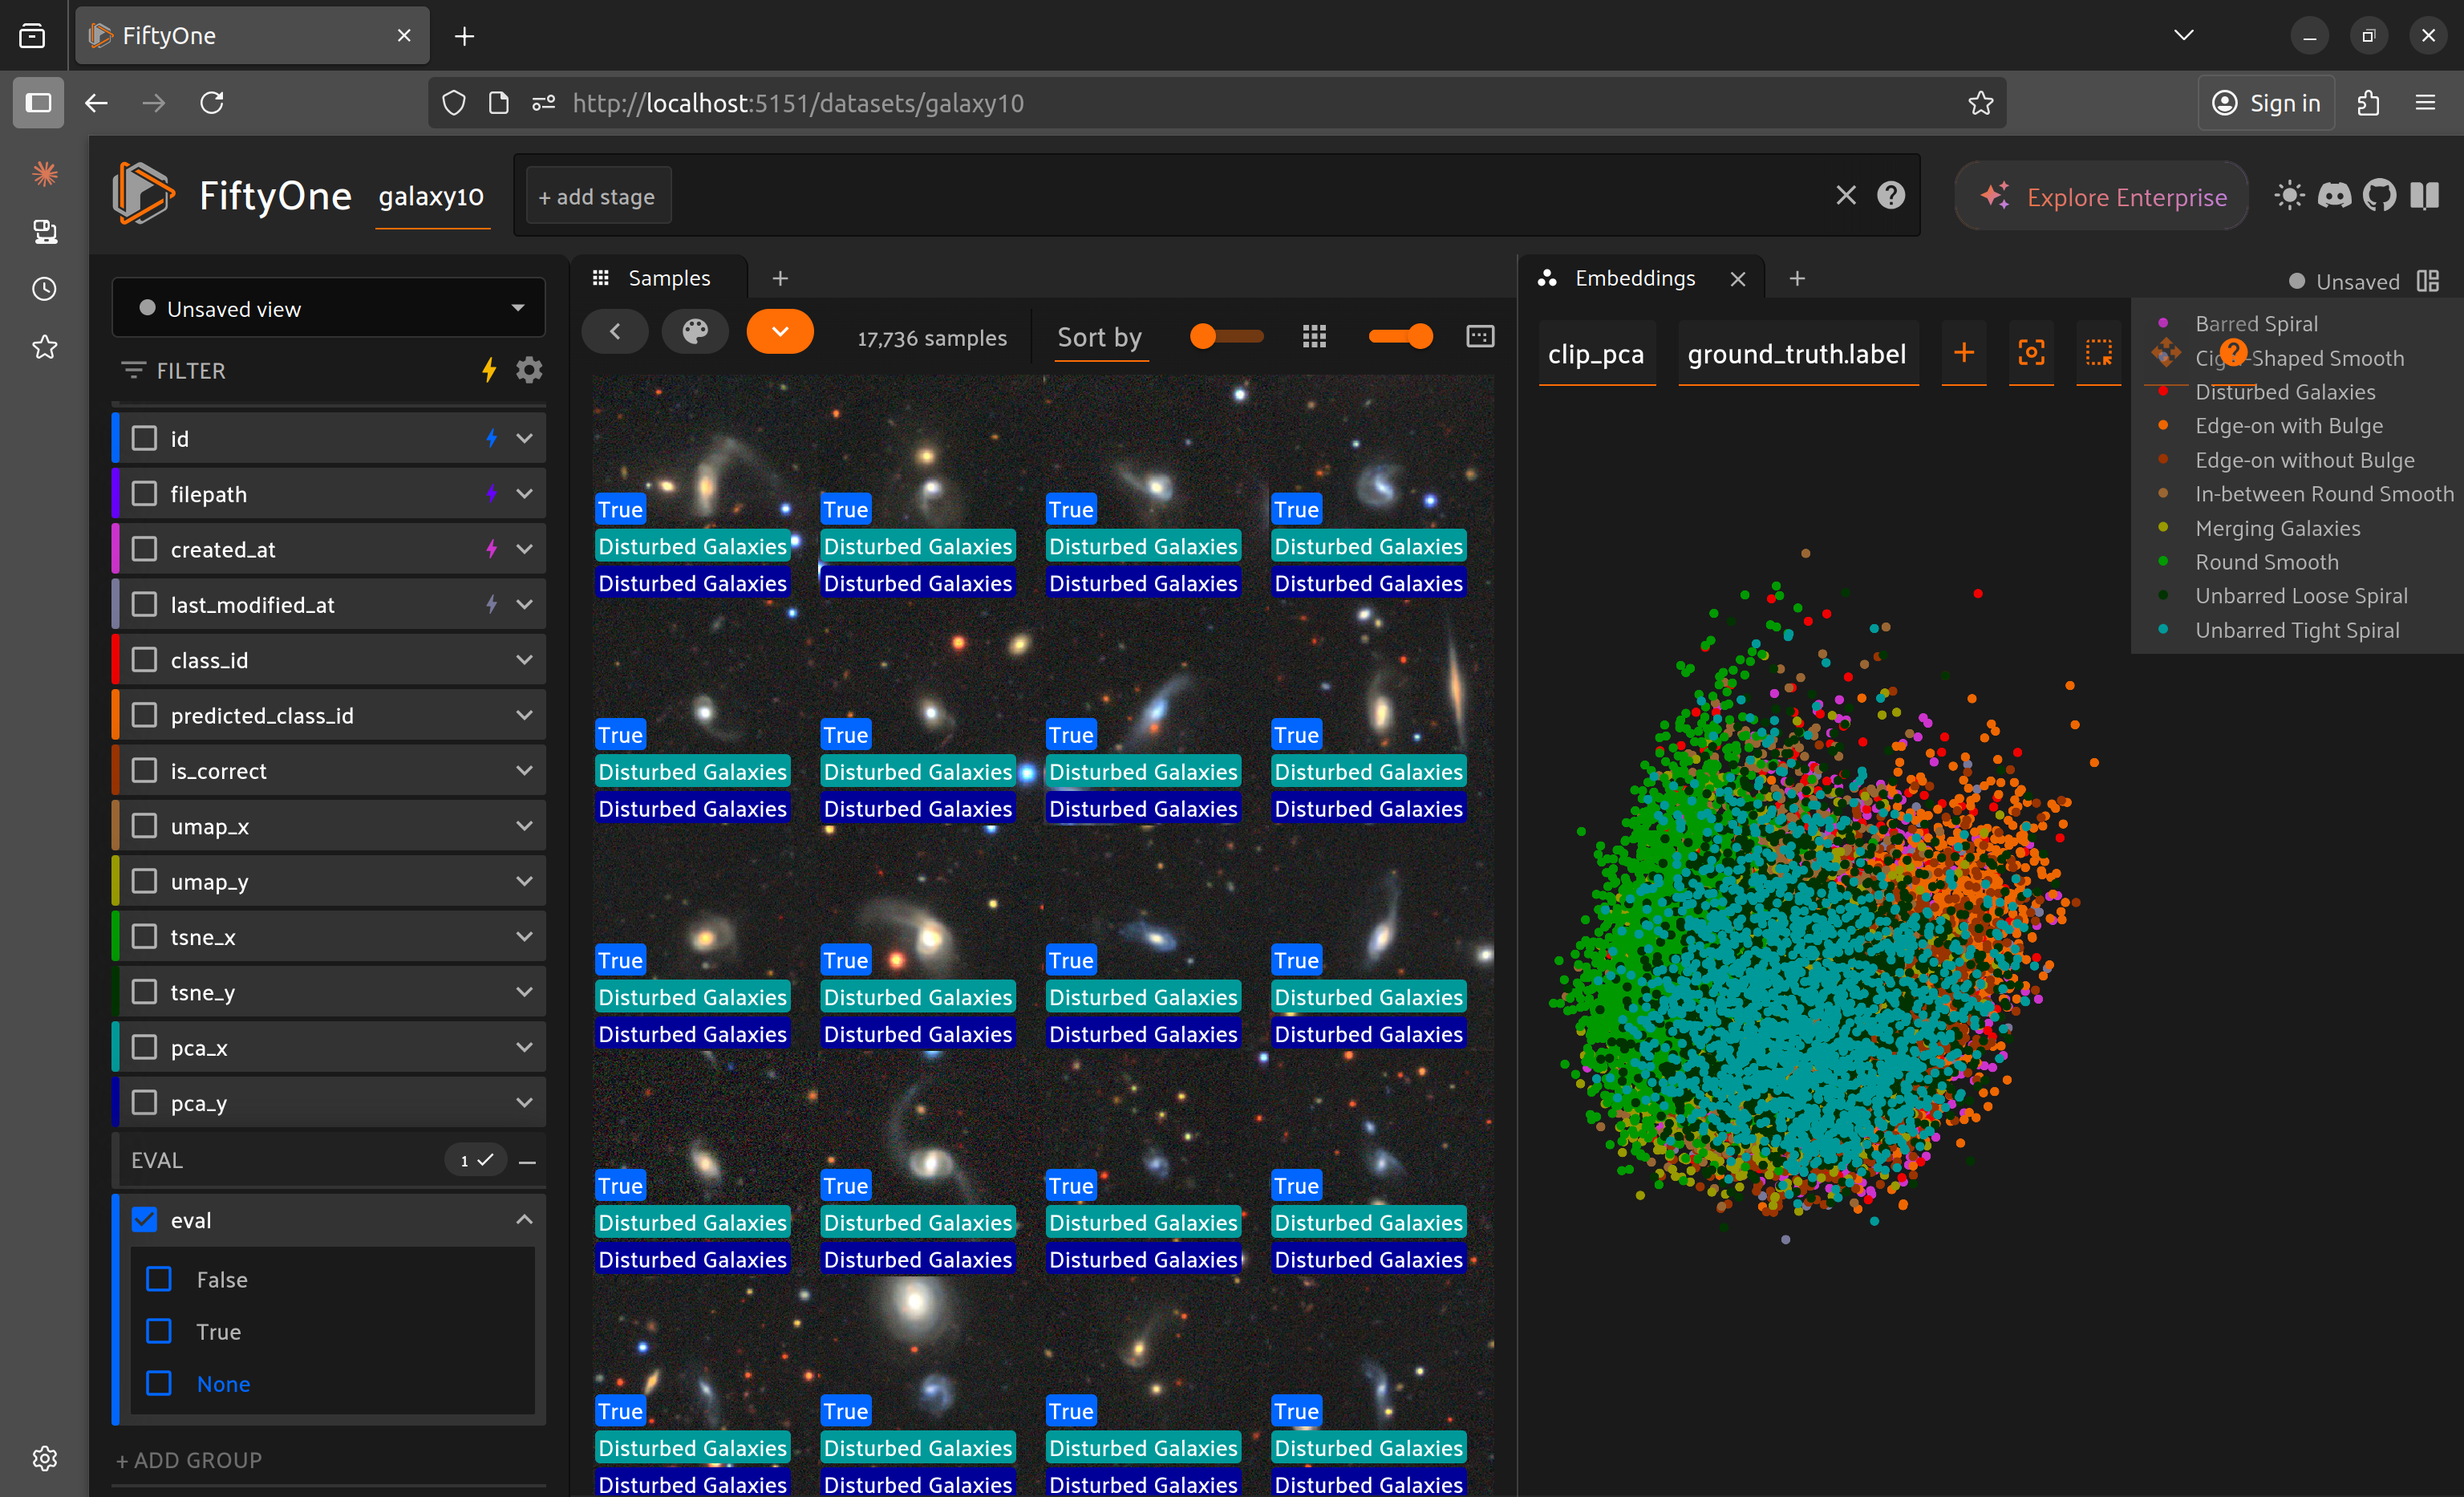 FiftyOne
http://localhost:5151/datasets/galaxy10
Sign in
FiftyOne
galaxy10
+ add stage
Explore Enterprise
Unsaved view
Samples
Embeddings
Unsaved
FILTER
17,736 samples
Sort by
clip_pca
ground_truth.label
id
filepath
created_at
last_modified_at
class_id
predicted_class_id
is_correct
umap_x
umap_y
tsne_x
tsne_y
pca_x
pca_y
EVAL
1
eval
False
True
None
+ ADD GROUP
True True True True
Disturbed Galaxies Disturbed Galaxies Disturbed Galaxies Disturbed Galaxies
Disturbed Galaxies Disturbed Galaxies Disturbed Galaxies Disturbed Galaxies
True True True True
Disturbed Galaxies Disturbed Galaxies Disturbed Galaxies Disturbed Galaxies
Disturbed Galaxies Disturbed Galaxies Disturbed Galaxies Disturbed Galaxies
True True True True
Disturbed Galaxies Disturbed Galaxies Disturbed Galaxies Disturbed Galaxies
Disturbed Galaxies Disturbed Galaxies Disturbed Galaxies Disturbed Galaxies
True True True True
Disturbed Galaxies Disturbed Galaxies Disturbed Galaxies Disturbed Galaxies
Disturbed Galaxies Disturbed Galaxies Disturbed Galaxies Disturbed Galaxies
True True True True
Disturbed Galaxies Disturbed Galaxies Disturbed Galaxies Disturbed Galaxies
Disturbed Galaxies Disturbed Galaxies Disturbed Galaxies Disturbed Galaxies
Barred Spiral
-Shaped Smooth
Disturbed Galaxies
Edge-on with Bulge
Edge-on without Bulge
In-between Round Smooth
Merging Galaxies
Round Smooth
Unbarred Loose Spiral
Unbarred Tight Spiral